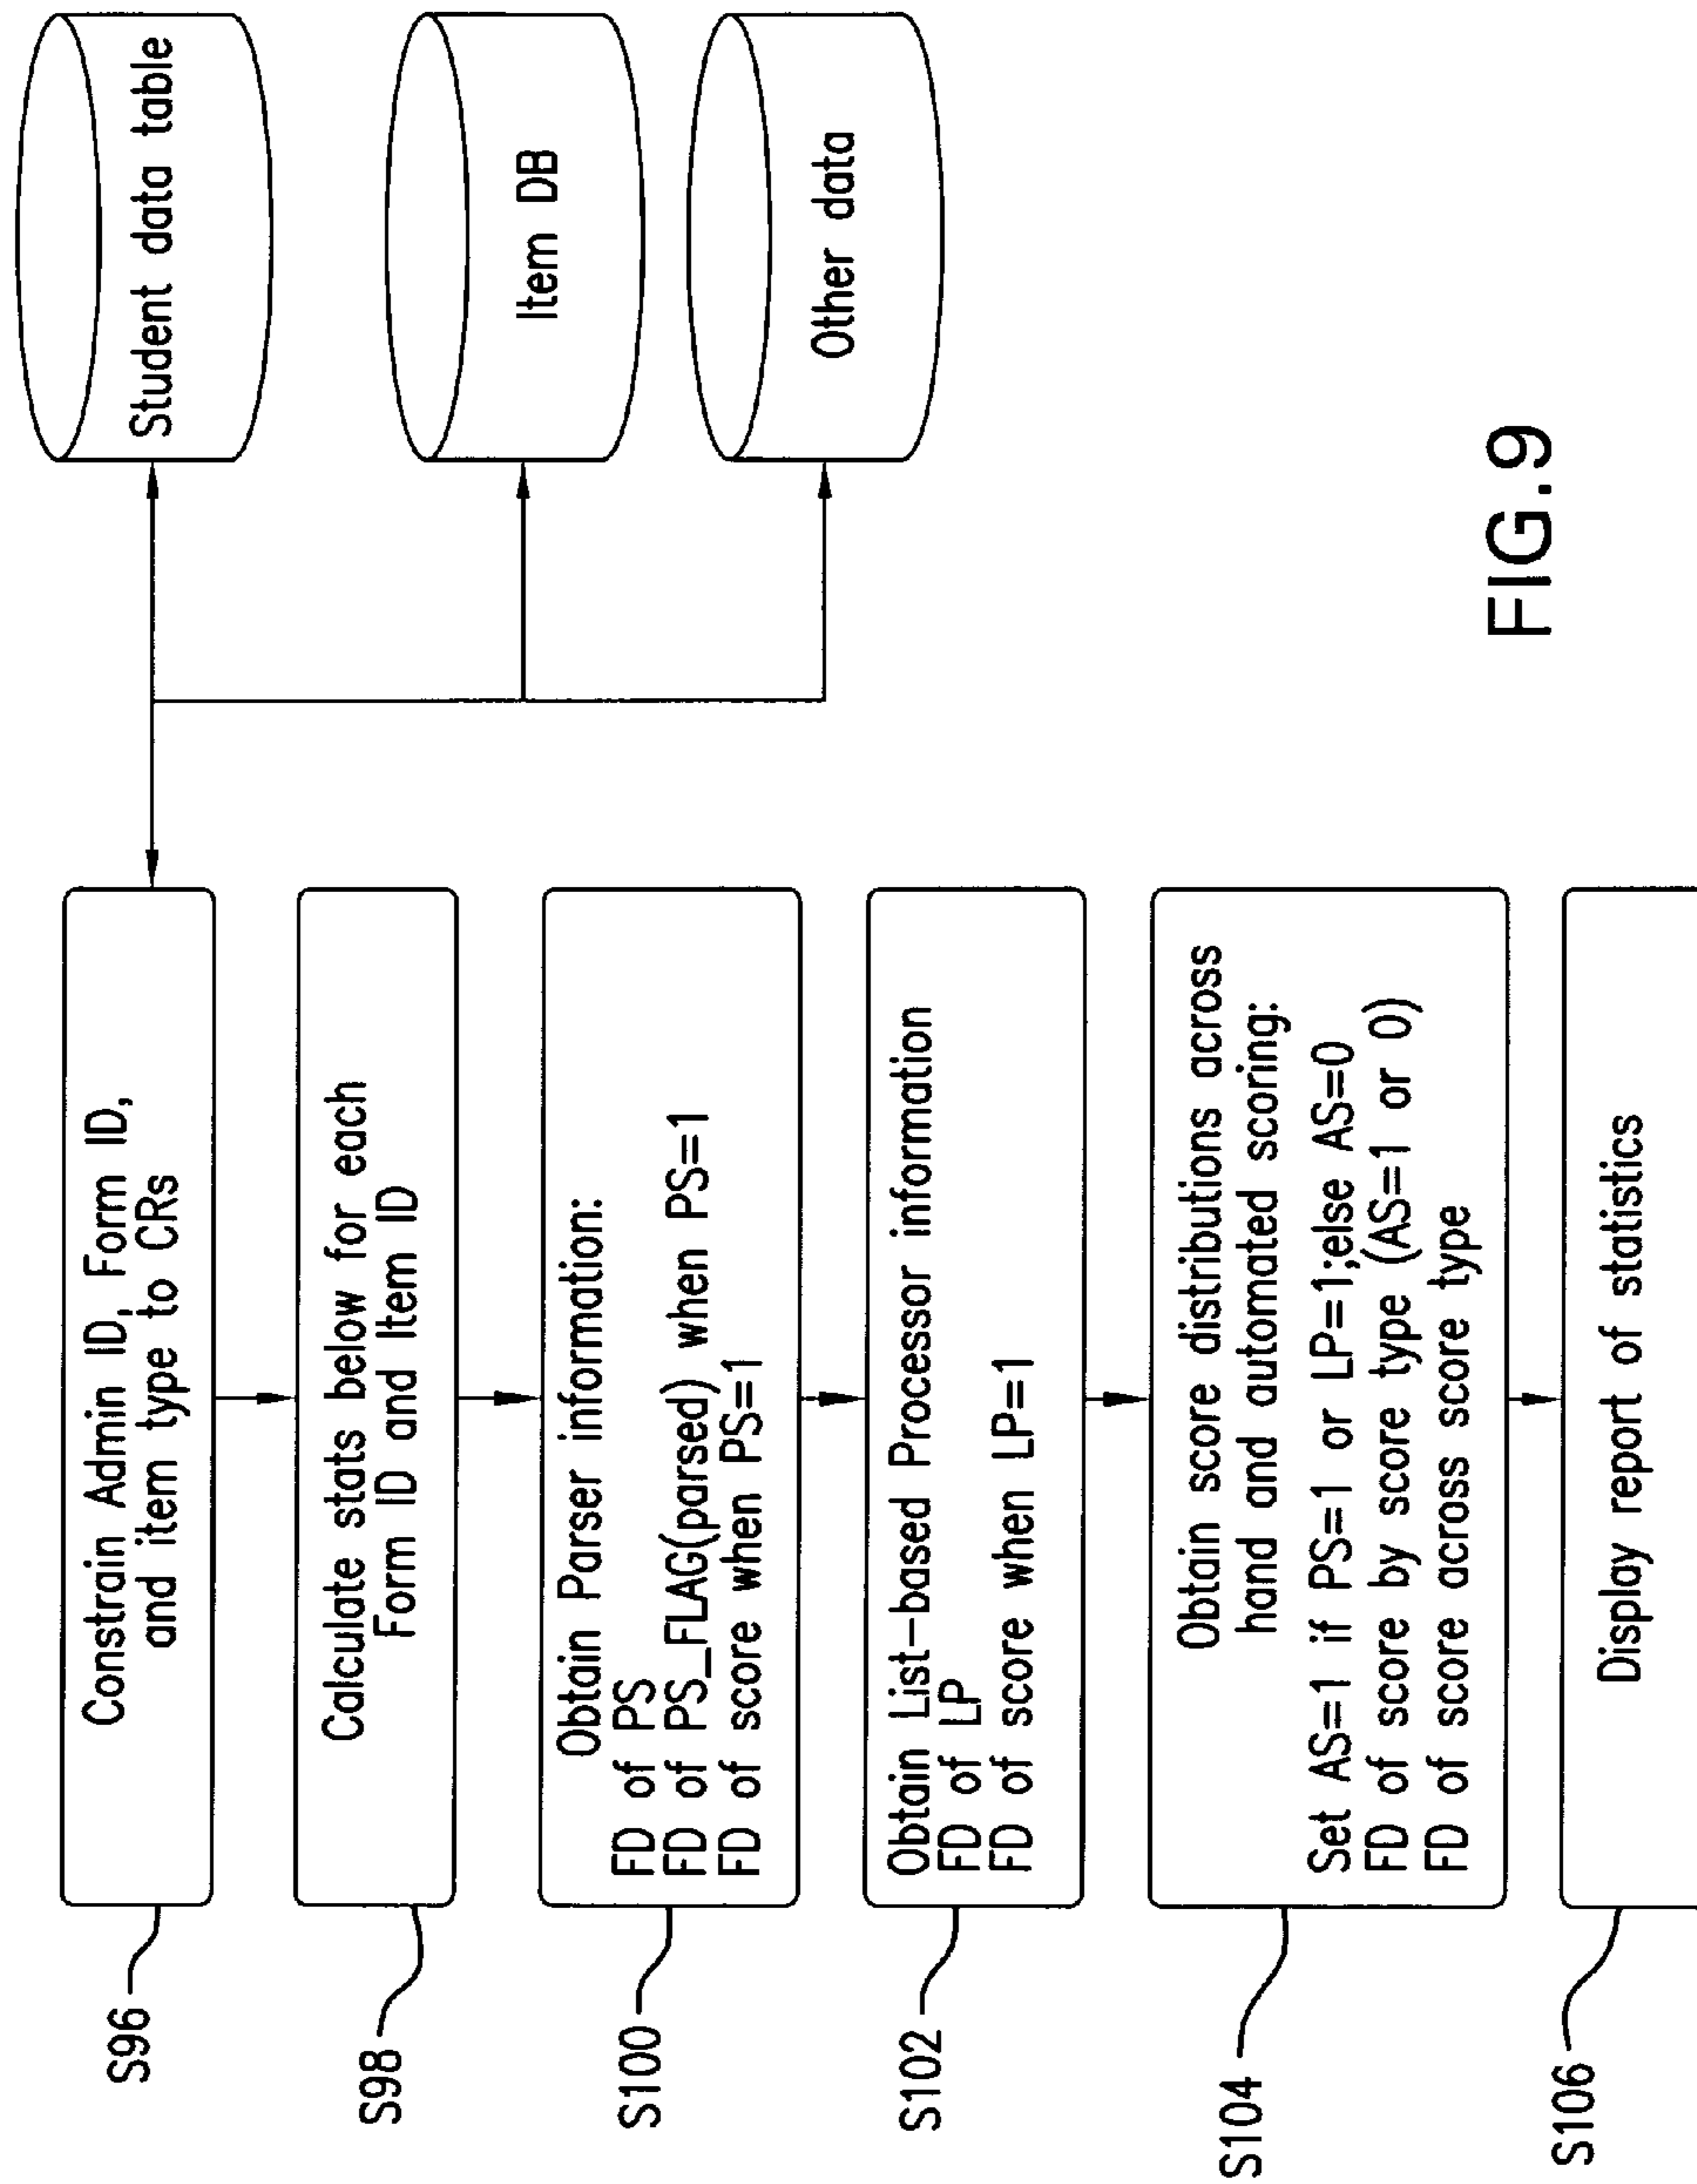 S96
Constrain Admin ID, Form ID,
and item type to CRs
Student data table
S98
Calculate stats below for each
Form ID and Item ID
Item DB
S100
Obtain Parser information:
FD of PS
FD of PS_FLAG(parsed) when PS=1
FD of score when PS=1
Other data
S102
Obtain List-based Processor information
FD of LP
FD of score when LP=1
S104
Obtain score distributions across
hand and automated scoring:
Set AS=1 if PS=1 or LP=1;else AS=0
FD of score by score type (AS=1 or 0)
FD of score across score type
S106
Display report of statistics
FIG.9